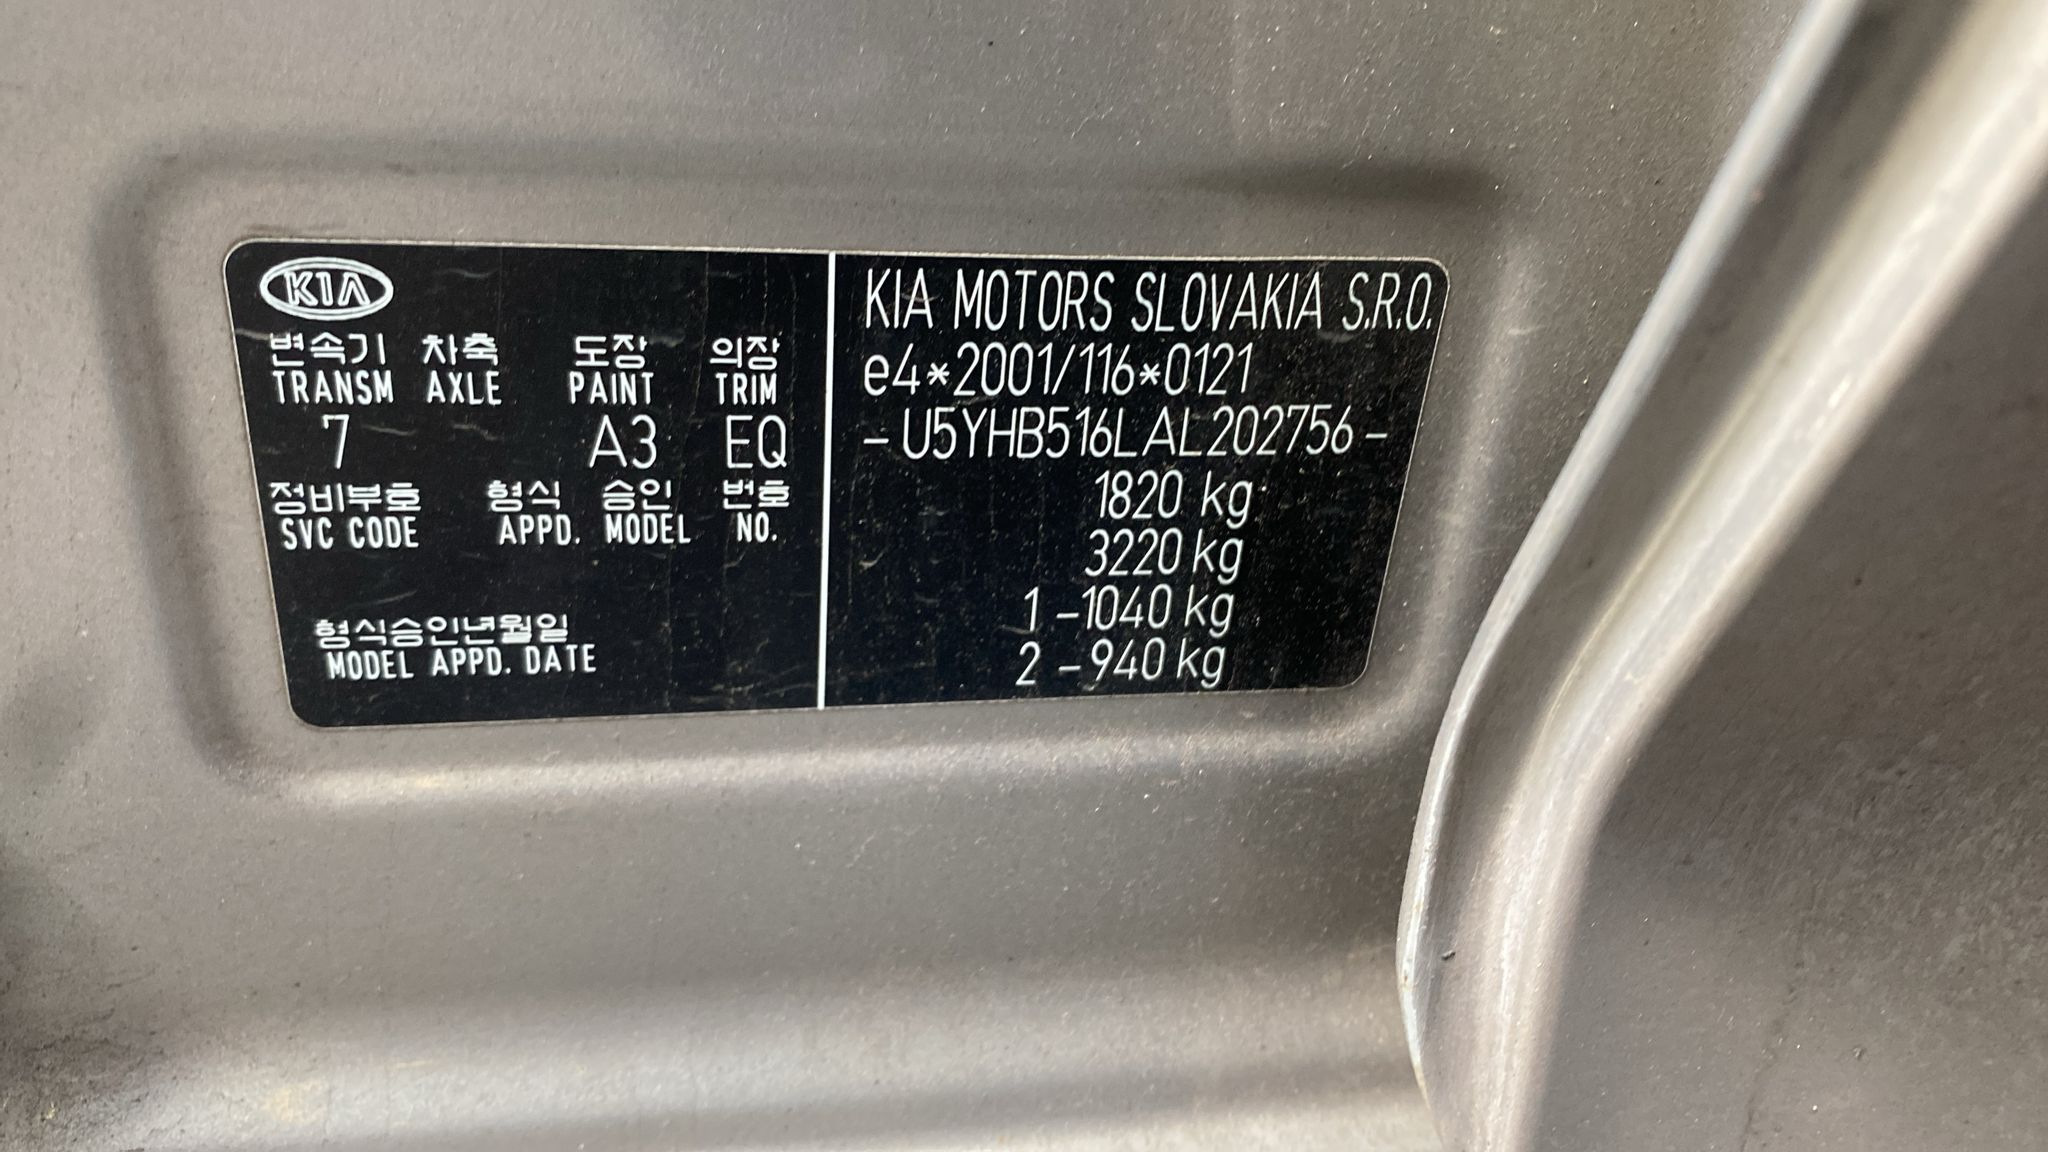 KIA
변속기 차축 도장 의장
TRANSM AXLE PAINT TRIM
7 A3 EQ
정비부호 형식 승인 번호
SVC CODE APPD. MODEL NO.
형식승인년월일
MODEL APPD. DATE
KIA MOTORS SLOVAKIA S.R.O.
e4*2001/116*0121
-U5YHB516LAL202756-
1820 kg
3220 kg
1 -1040 kg
2 -940 kg